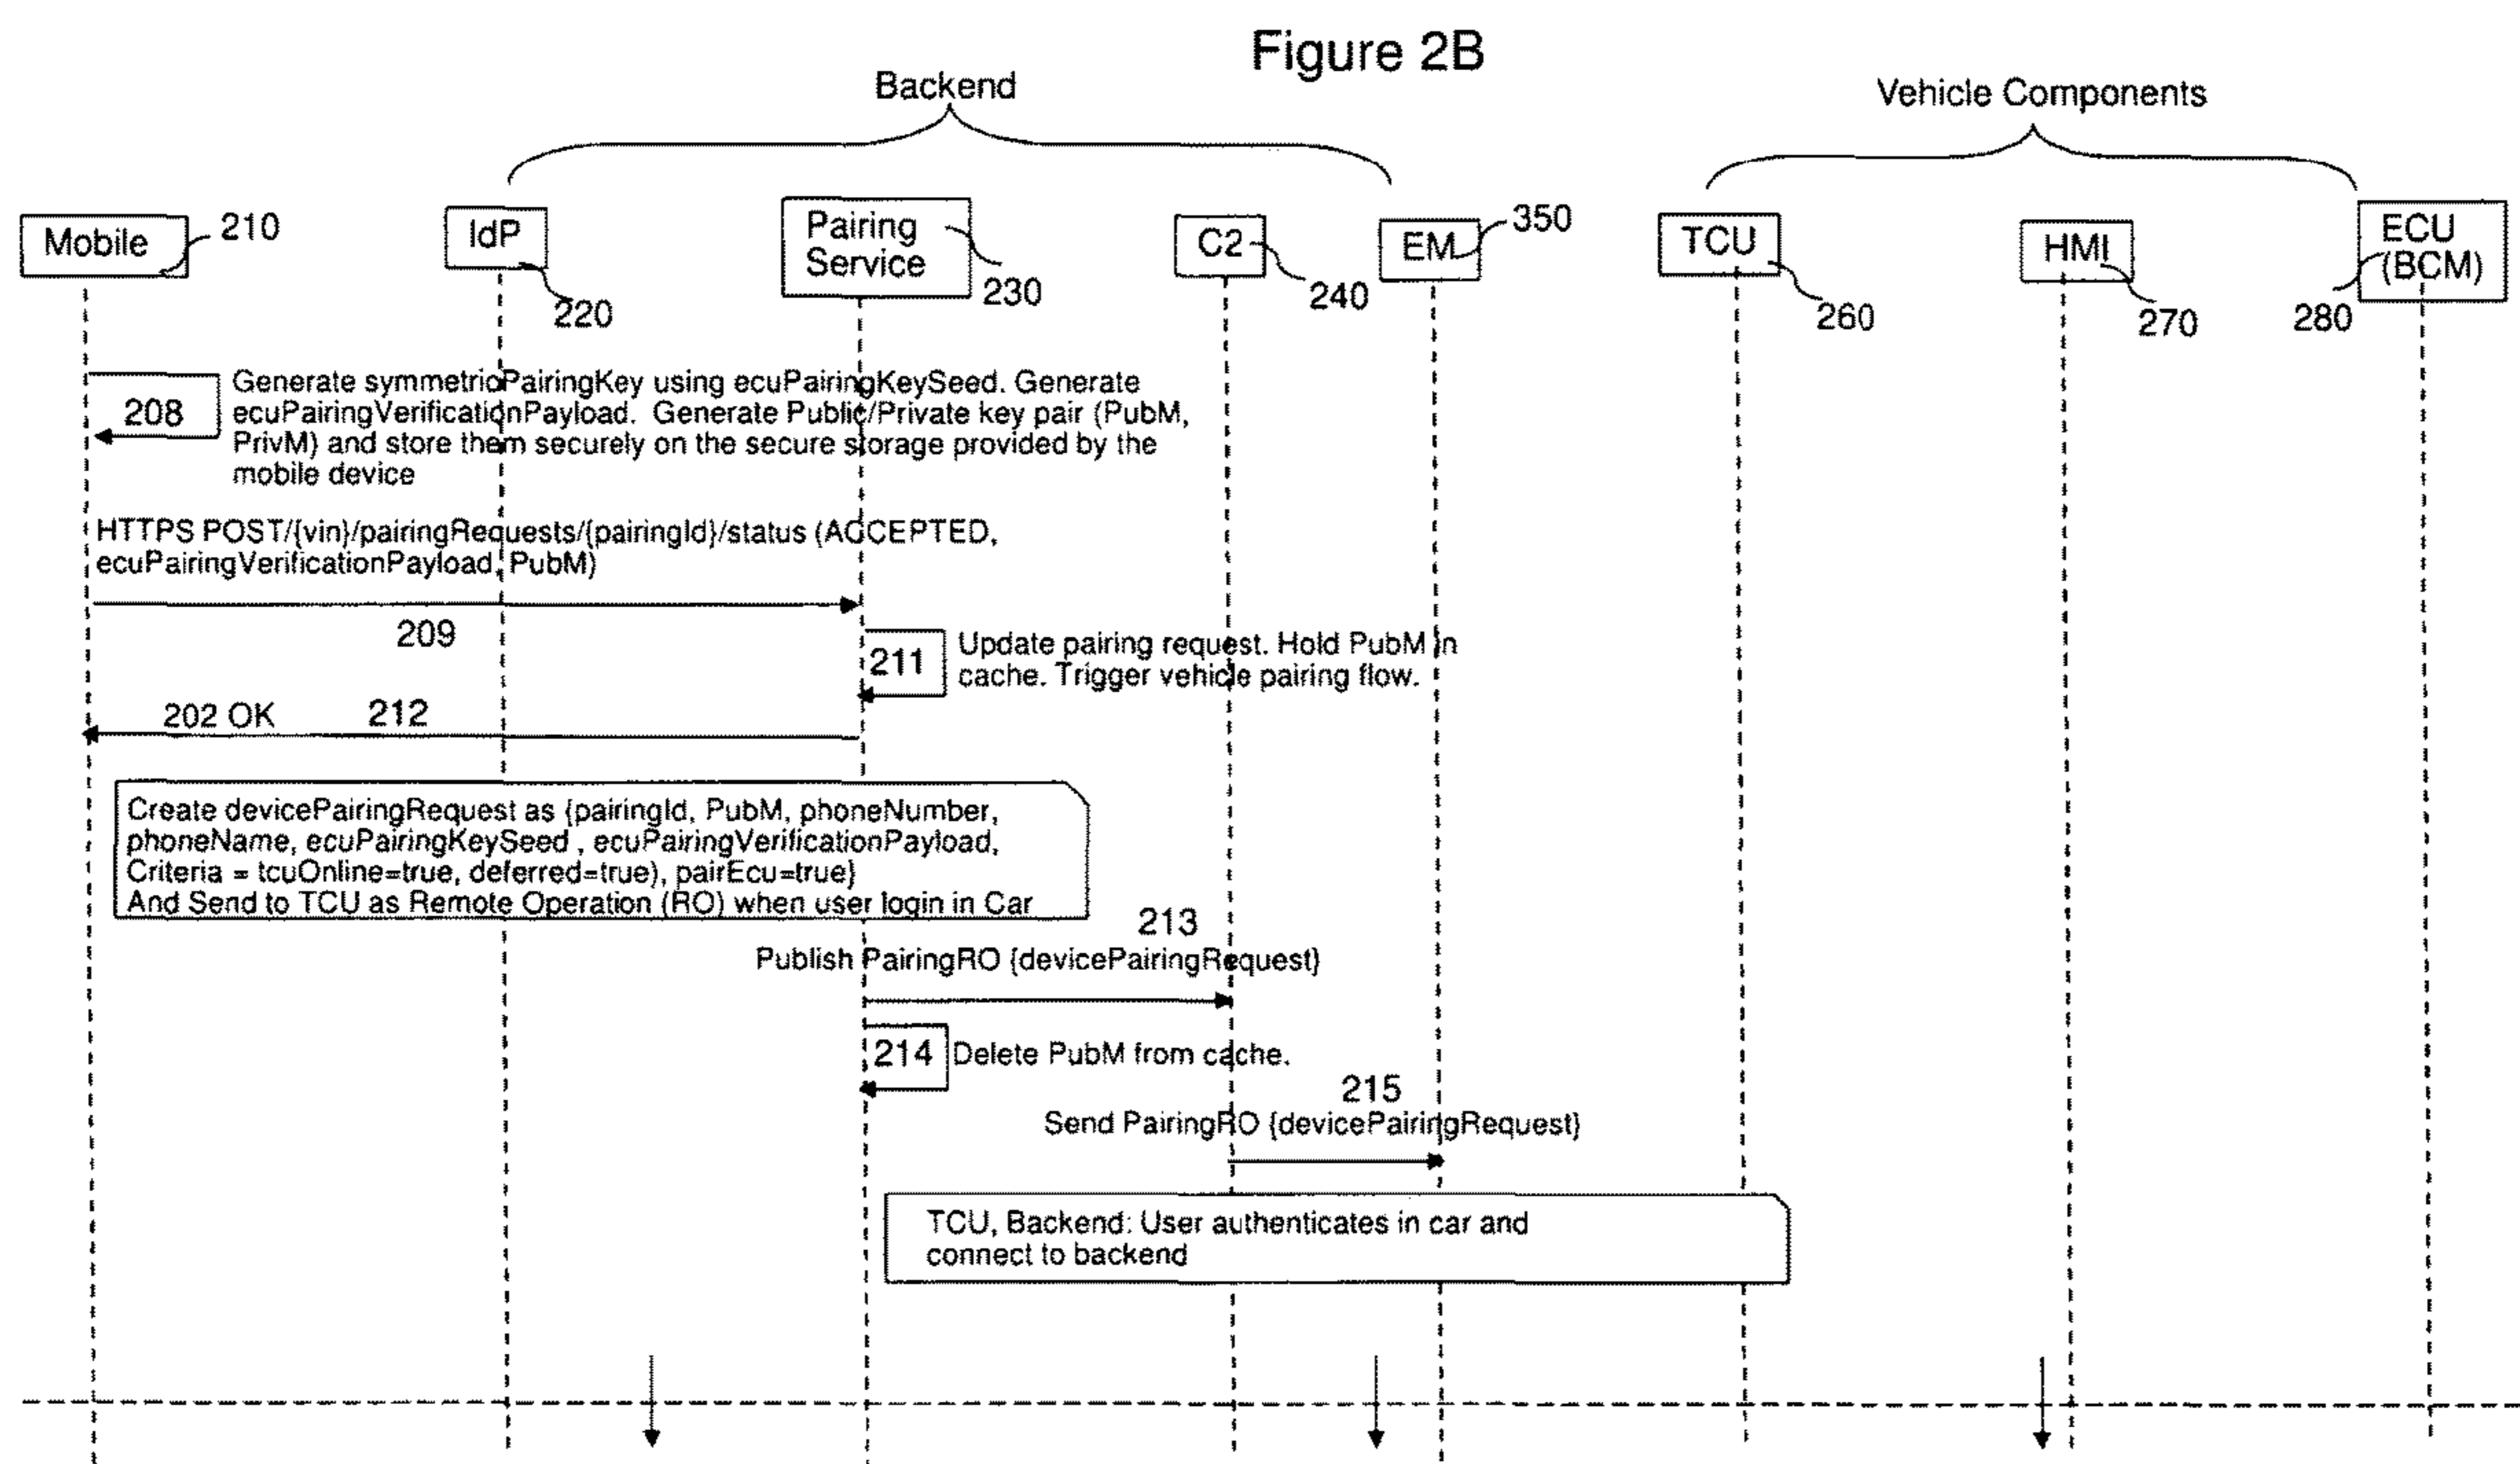 Figure 2B
Backend
Vehicle Components
Mobile
210
IdP
220
Pairing
Service
230
C2
240
EM
350
TCU
260
HMI
270
ECU
(BCM)
280
208
Generate symmetricPairingKey using ecuPairingKeySeed. Generate
ecuPairingVerificationPayload. Generate Public/Private key pair (PubM,
PrivM) and store them securely on the secure storage provided by the
mobile device
HTTPS POST/{vin}/pairingRequests/{pairingId}/status (ACCEPTED,
ecuPairingVerificationPayload, PubM)
209
211
Update pairing request. Hold PubM in
cache. Trigger vehicle pairing flow.
202 OK
212
Create devicePairingRequest as {pairingId, PubM, phoneNumber,
phoneName, ecuPairingKeySeed , ecuPairingVerificationPayload,
Criteria = tcuOnline=true, deferred=true), pairEcu=true}
And Send to TCU as Remote Operation (RO) when user login in Car
213
Publish PairingRO {devicePairingRequest}
214
Delete PubM from cache.
215
Send PairingRO {devicePairingRequest}
TCU, Backend: User authenticates in car and
connect to backend